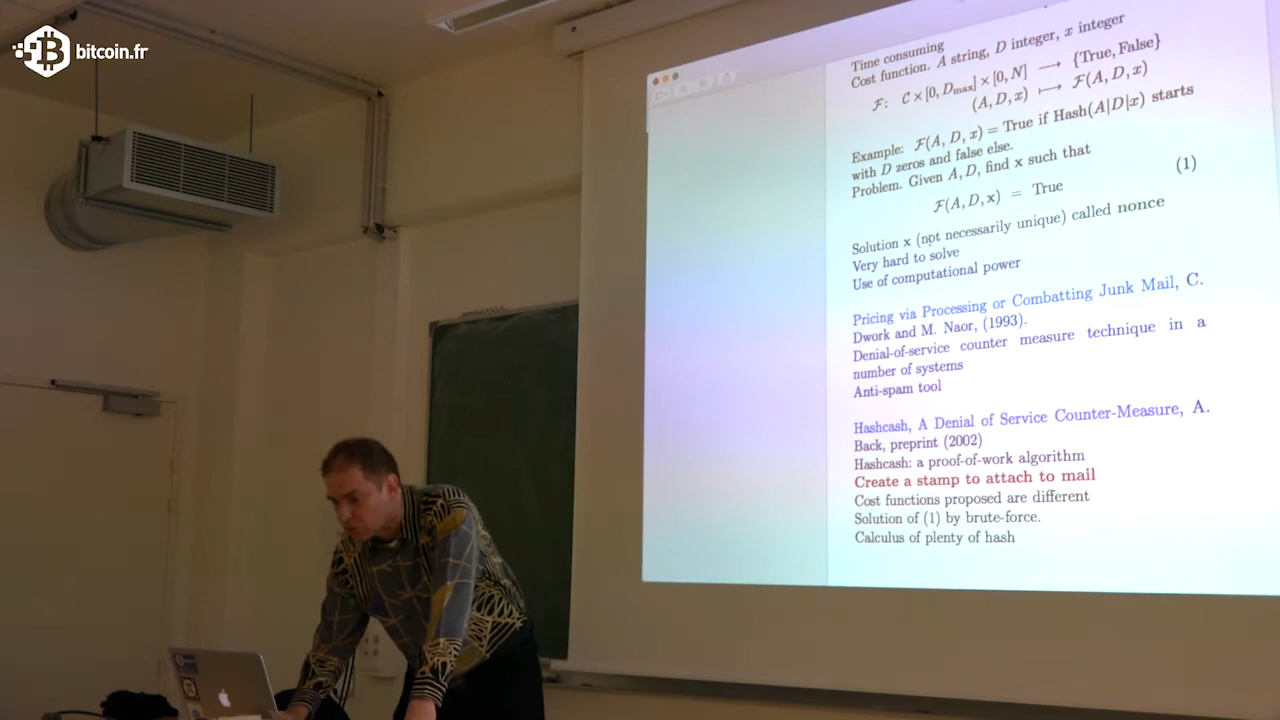 bitcoin.fr
Time consuming
Cost function. A string, D integer, x integer
F: C × [0, Dmax] × [0, N] ⟶ {True, False}
(A, D, x) ⟼ F(A, D, x)
Example: F(A, D, x) = True if Hash(A|D|x) starts
with D zeros and false else.
Problem. Given A, D, find x such that
F(A, D, x) = True (1)
Solution x (not necessarily unique) called nonce
Very hard to solve
Use of computational power
Pricing via Processing or Combatting Junk Mail, C.
Dwork and M. Naor, (1993).
Denial-of-service counter measure technique in a
number of systems
Anti-spam tool
Hashcash, A Denial of Service Counter-Measure, A.
Back, preprint (2002)
Hashcash: a proof-of-work algorithm
Create a stamp to attach to mail
Cost functions proposed are different
Solution of (1) by brute-force.
Calculus of plenty of hash